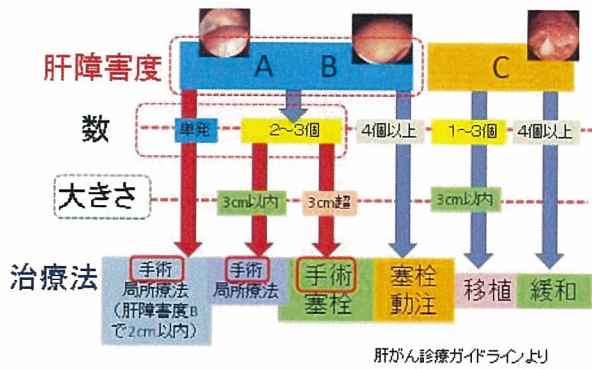 肝障害度
A
B
C
数
単発
2～3個
4個以上
1～3個
4個以上
大きさ
3cm以内
3cm超
3cm以内
治療法
手術
局所療法
(肝障害度B
で2cm以内)
手術
局所療法
手術
塞栓
塞栓
動注
移植
緩和
肝がん診療ガイドラインより